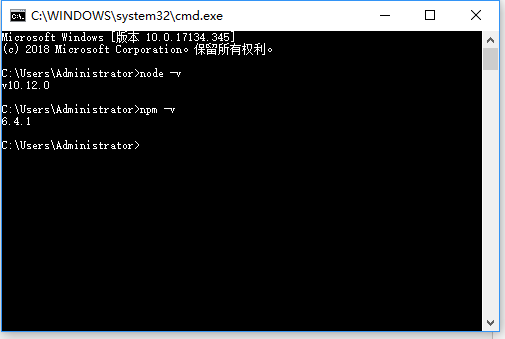 C:\WINDOWS\system32\cmd.exe
Microsoft Windows [版本 10.0.17134.345]
(c) 2018 Microsoft Corporation。保留所有权利。
C:\Users\Administrator>node -v
v10.12.0
C:\Users\Administrator>npm -v
6.4.1
C:\Users\Administrator>